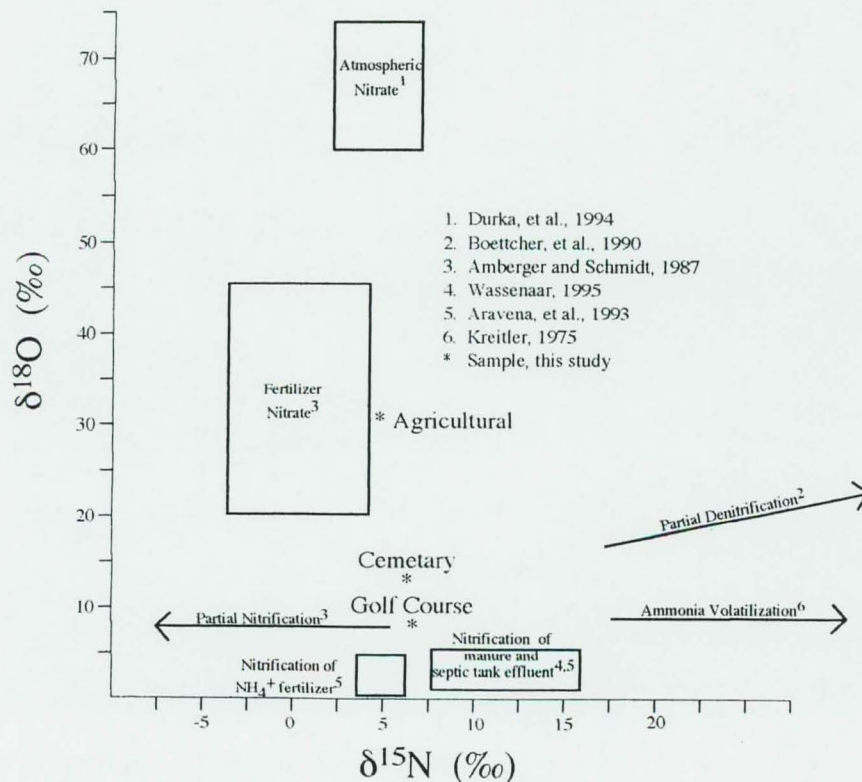 70
60
50
40
30
20
10
δ18O (‰)
Atmospheric
Nitrate1
1. Durka, et al., 1994
2. Boettcher, et al., 1990
3. Amberger and Schmidt, 1987
4. Wassenaar, 1995
5. Aravena, et al., 1993
6. Kreitler, 1975
* Sample, this study
Fertilizer
Nitrate3
* Agricultural
Partial Denitrification2
Cemetary
*
Partial Nitrification3
Golf Course
*
Ammonia Volatilization6
Nitrification of
NH4+ fertilizer5
Nitrification of
manure and
septic tank effluent4,5
-5
0
5
10
15
20
δ15N (‰)